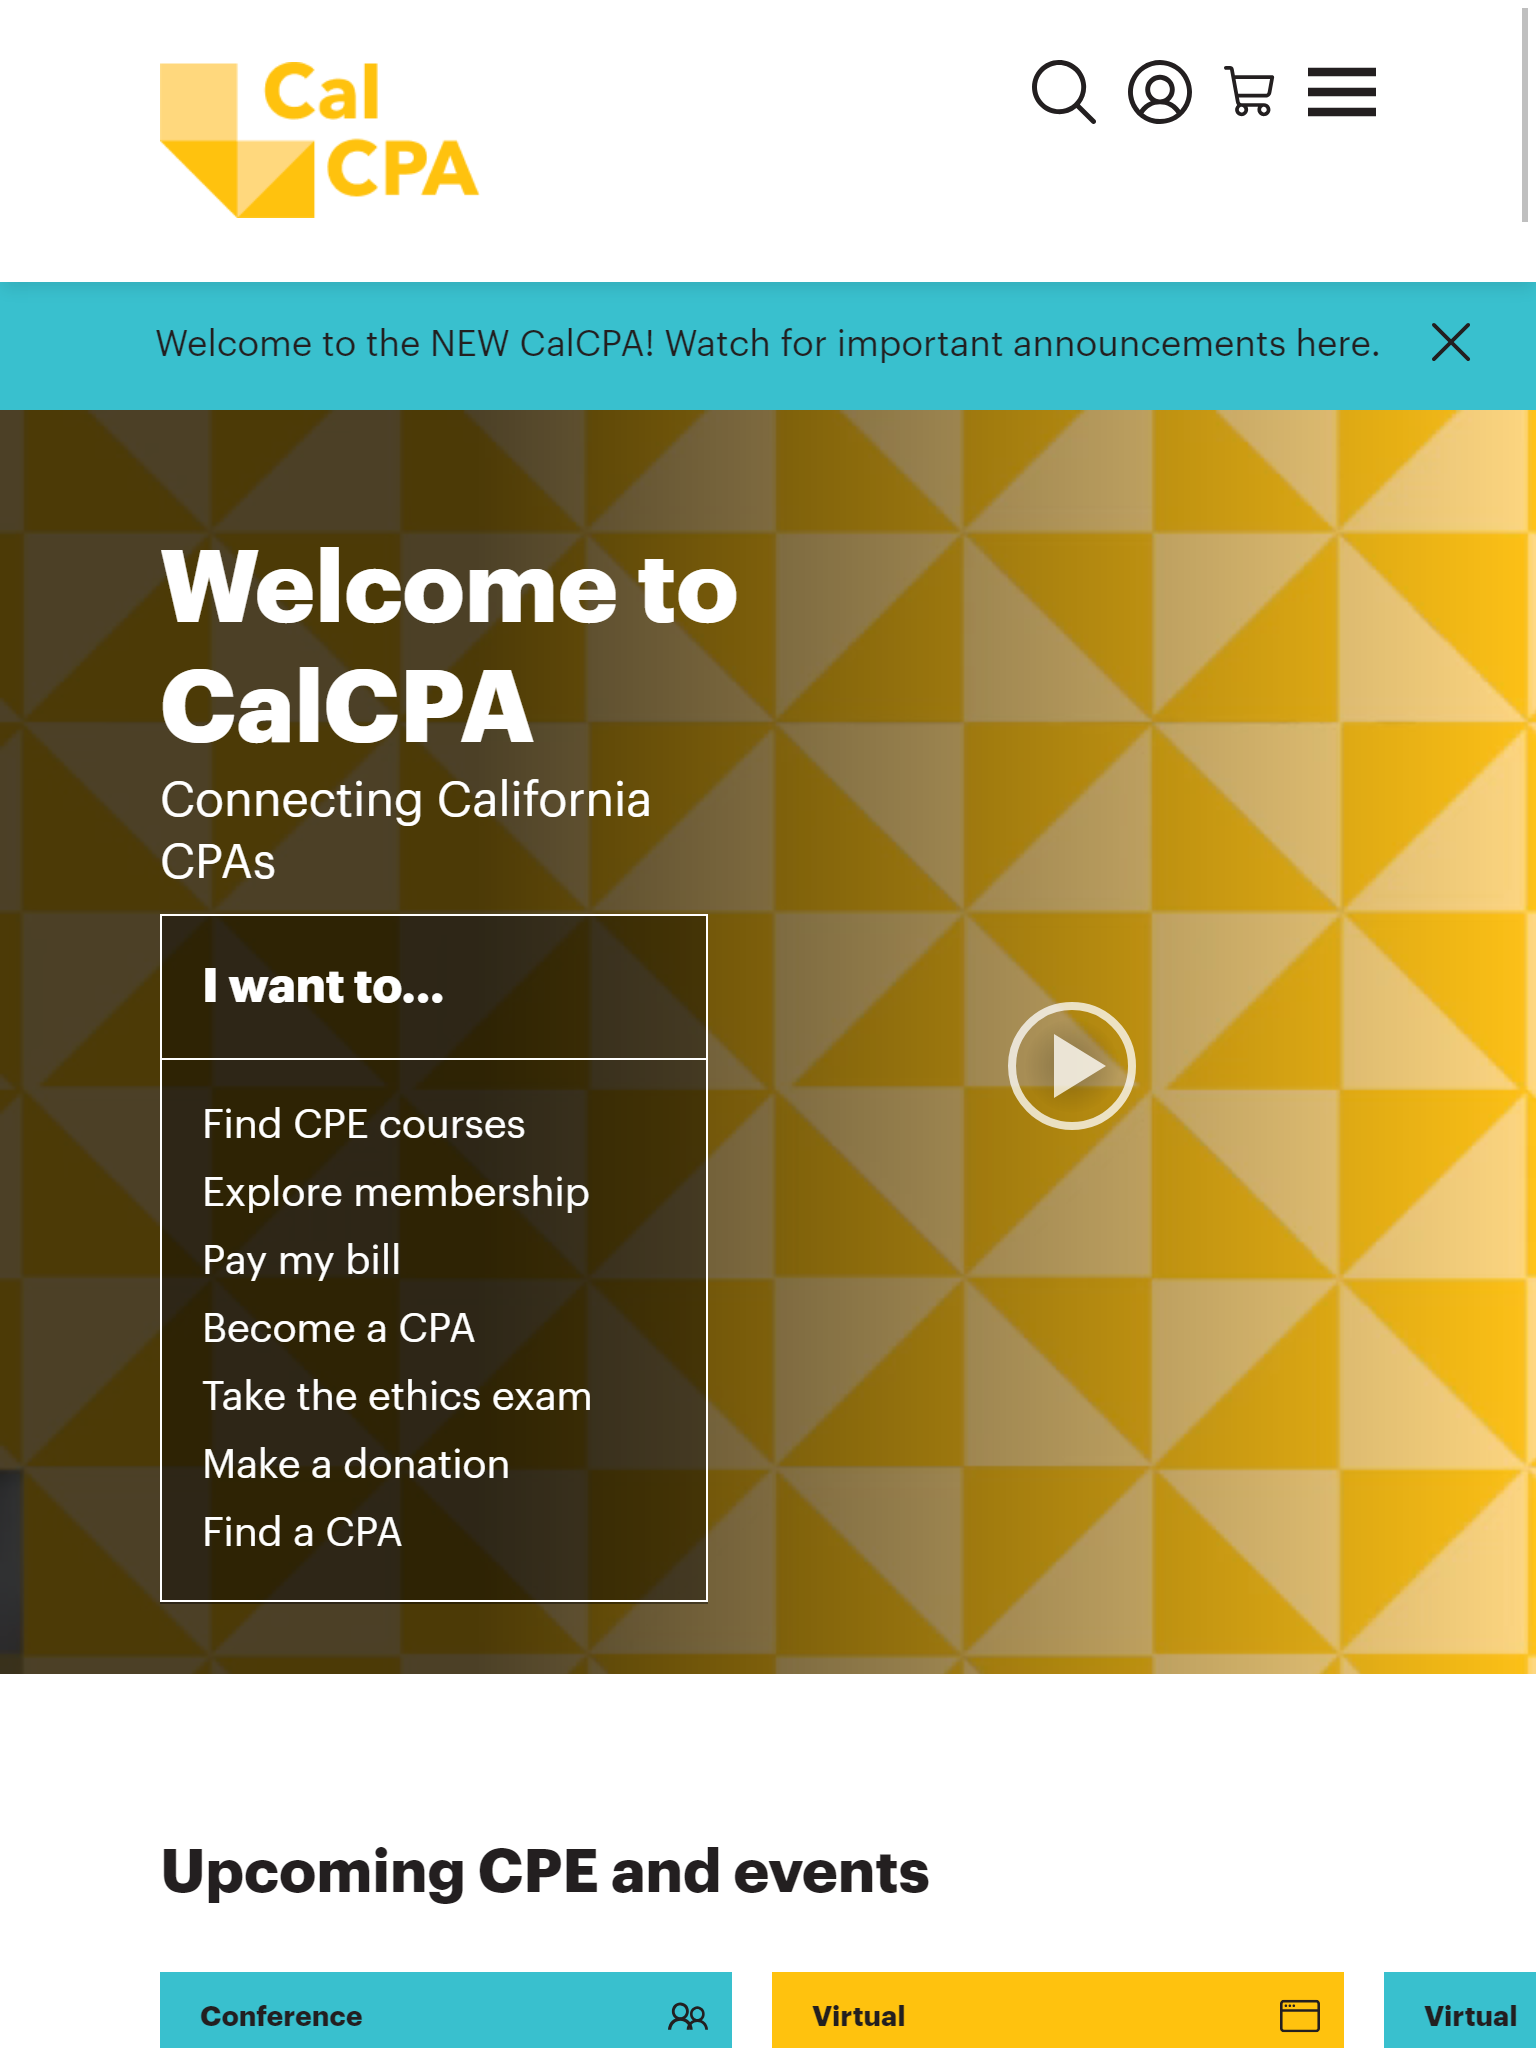 Cal
CPA
Welcome to the NEW CalCPA! Watch for important announcements here.
Welcome to
CalCPA
Connecting California
CPAs
I want to...
Find CPE courses
Explore membership
Pay my bill
Become a CPA
Take the ethics exam
Make a donation
Find a CPA
Upcoming CPE and events
Conference
Virtual
Virtual